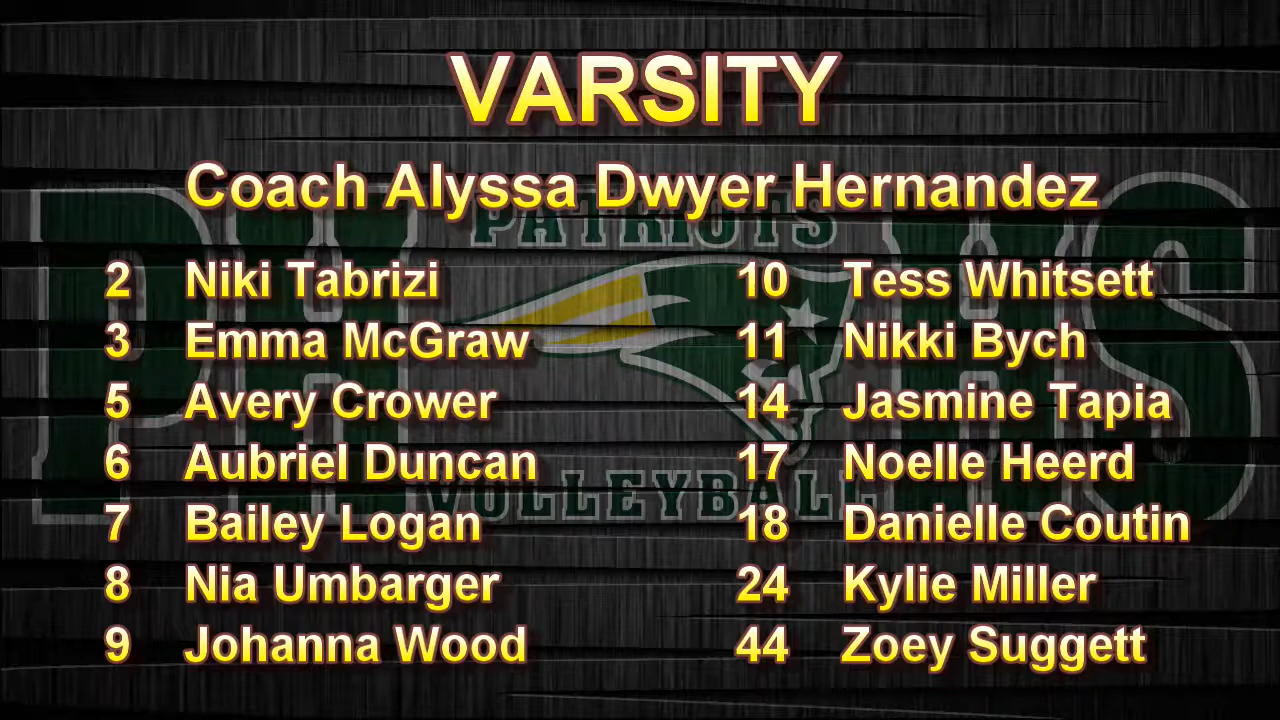 VARSITY
Coach Alyssa Dwyer Hernandez
PATRIOTS
PHHS
VOLLEYBALL
2 Niki Tabrizi
3 Emma McGraw
5 Avery Crower
6 Aubriel Duncan
7 Bailey Logan
8 Nia Umbarger
9 Johanna Wood
10 Tess Whitsett
11 Nikki Bych
14 Jasmine Tapia
17 Noelle Heerd
18 Danielle Coutin
24 Kylie Miller
44 Zoey Suggett